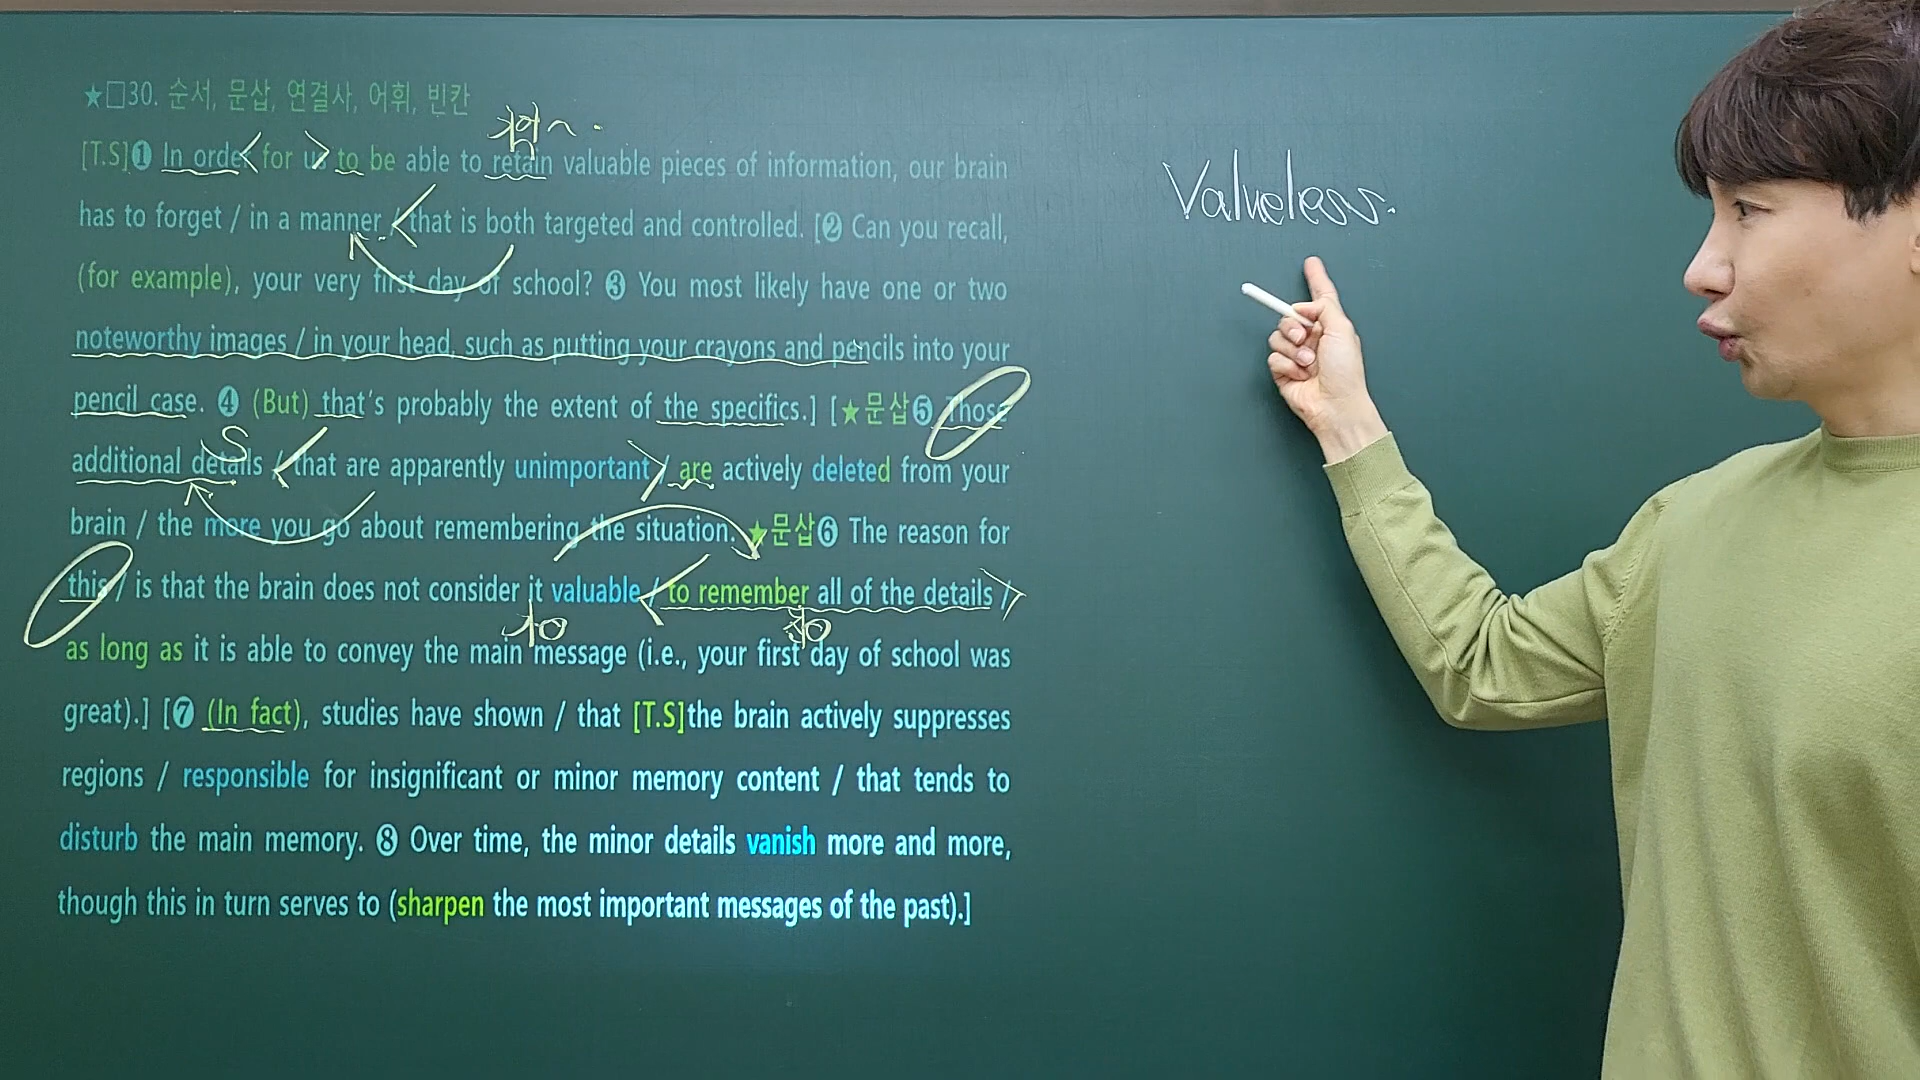 ★□30. 순서, 문삽, 연결사, 어휘, 빈칸
[T.S]❶ In order for us to be able to retain valuable pieces of information, our brain
has to forget / in a manner / that is both targeted and controlled. [❷ Can you recall,
(for example), your very first day of school? ❸ You most likely have one or two
noteworthy images / in your head, such as putting your crayons and pencils into your
pencil case. ❹ (But) that's probably the extent of the specifics.] [★문삽❺ Those
S
additional details / that are apparently unimportant / are actively deleted from your
brain / the more you go about remembering the situation. ★문삽❻ The reason for
this / is that the brain does not consider it valuable / to remember all of the details /
as long as it is able to convey the main message (i.e., your first day of school was
great).] [❼ (In fact), studies have shown / that [T.S]the brain actively suppresses
regions / responsible for insignificant or minor memory content / that tends to
disturb the main memory. ❽ Over time, the minor details vanish more and more,
though this in turn serves to (sharpen the most important messages of the past).]
Valueless.